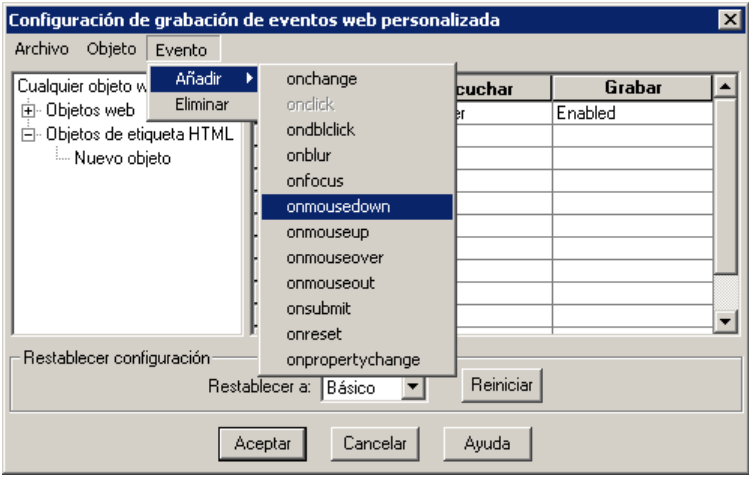 Configuración de grabación de eventos web personalizada
Archivo Objeto Evento
Añadir
Eliminar
onchange
onclick
ondblclick
onblur
onfocus
onmousedown
onmouseup
onmouseover
onmouseout
onsubmit
onreset
onpropertychange
Cualquier objeto w
Objetos web
Objetos de etiqueta HTML
Nuevo objeto
Grabar
Enabled
Restablecer configuración
Restablecer a: Básico Reiniciar
Aceptar Cancelar Ayuda